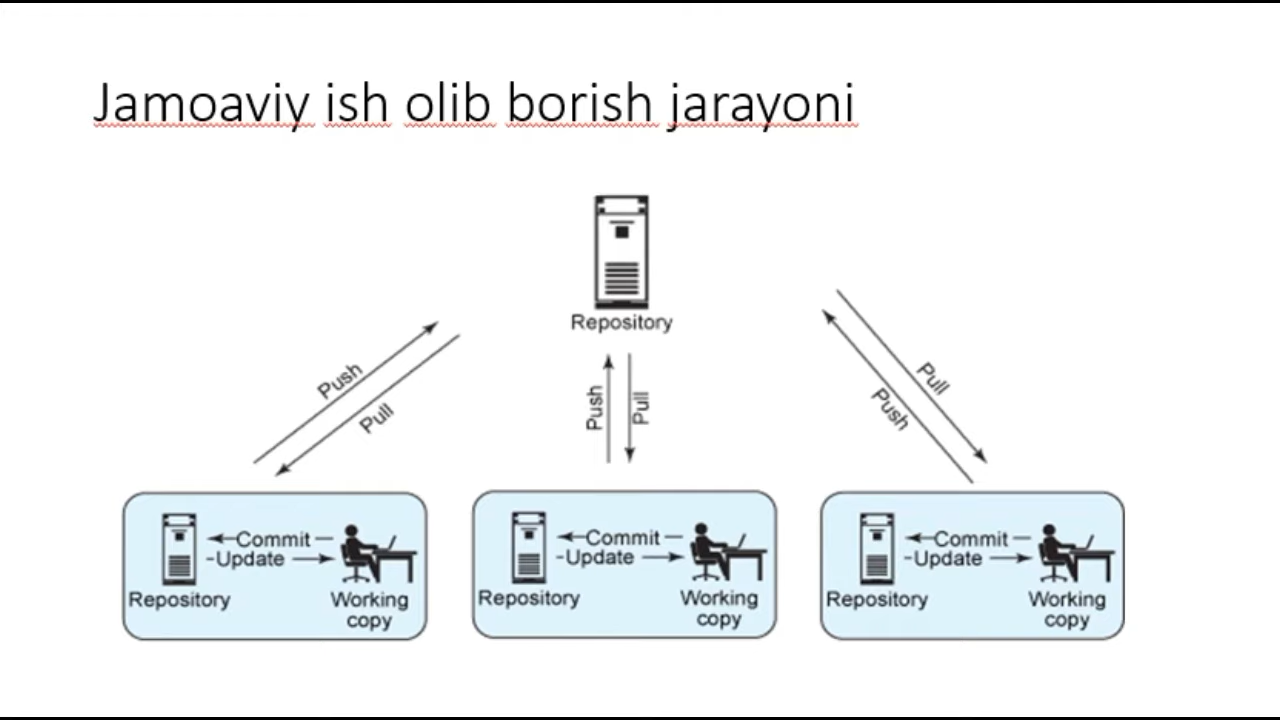 Jamoaviy ish olib borish jarayoni
Repository
Push
Pull
Push
Pull
Pull
Push
Commit
Update
Repository
Working
copy
Commit
Update
Repository
Working
copy
Commit
Update
Repository
Working
copy